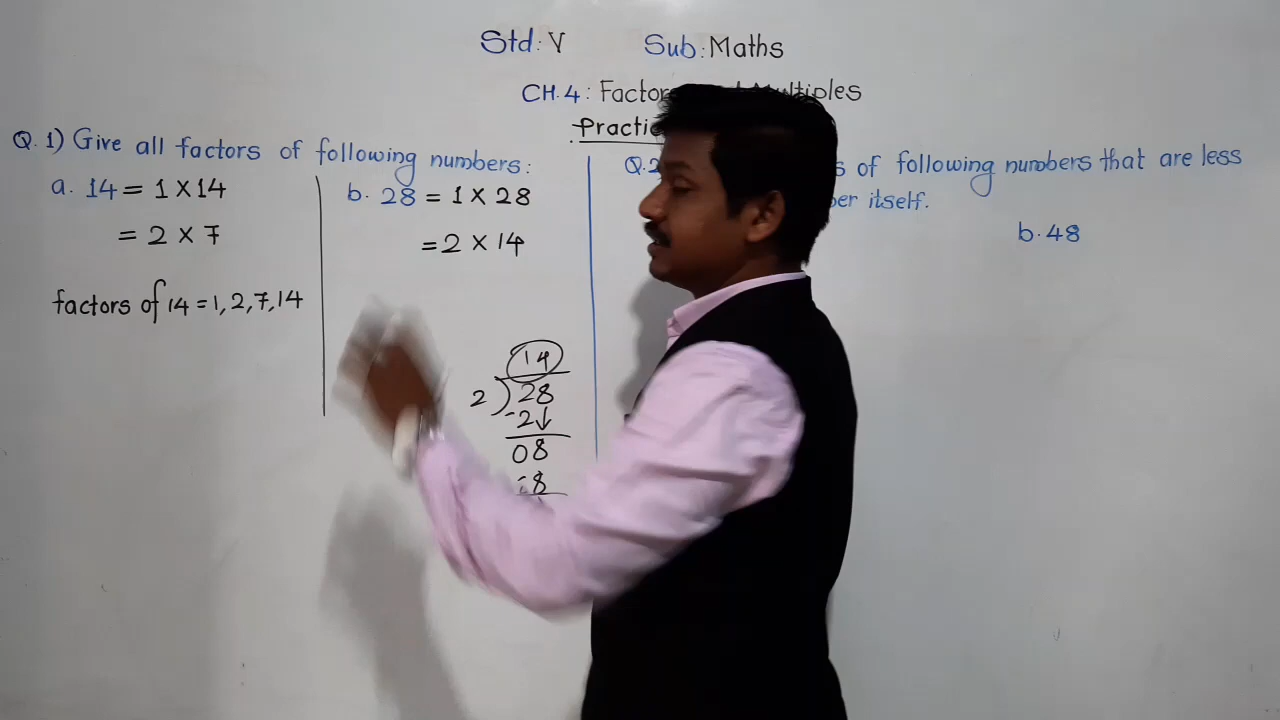 Std: V Sub: Maths
CH.4: Multiples
Q.1) Give all factors of following numbers:
a. 14 = 1 X 14
= 2 X 7
factors of 14 = 1, 2, 7, 14
b. 28 = 1 X 28
= 2 X 14
14
2 ) 28
-2↓
08
-8
of following numbers that are less
itself.
b. 48